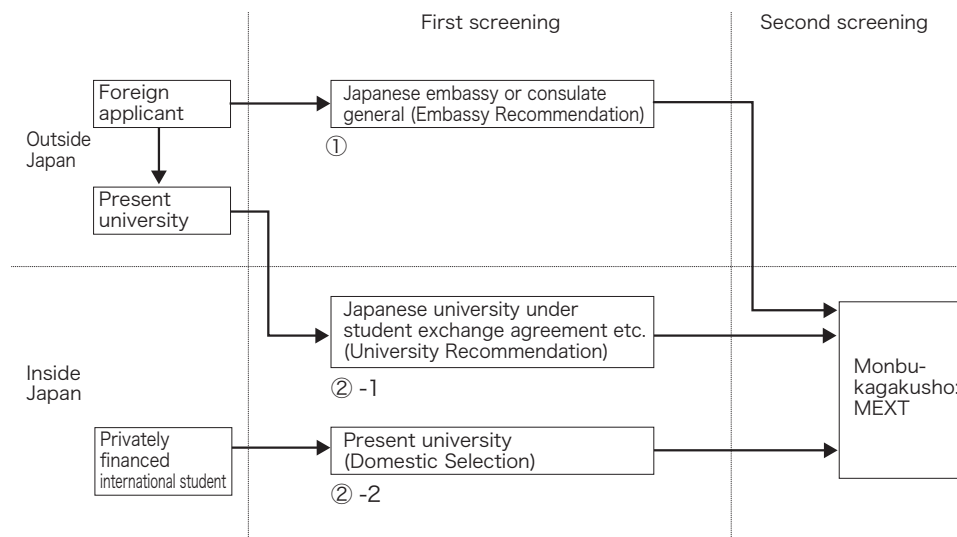 First screening
Second screening
Foreign
applicant
Japanese embassy or consulate
general (Embassy Recommendation)
①
Outside
Japan
Present
university
Japanese university under
student exchange agreement etc.
(University Recommendation)
② -1
Inside
Japan
Monbu-
kagakusho:
MEXT
Privately
financed
international student
Present university
(Domestic Selection)
② -2